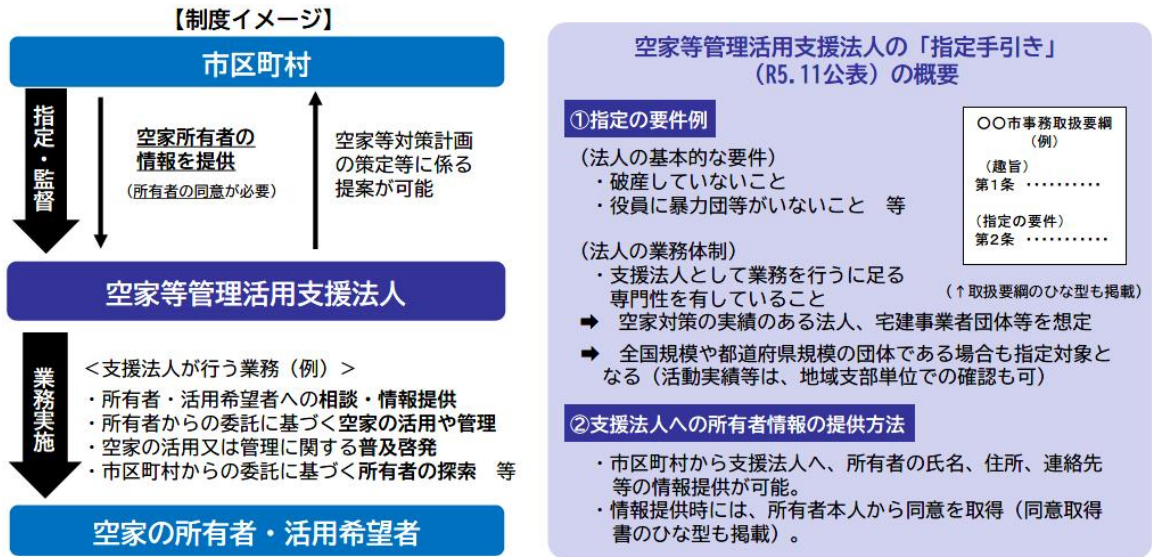 【制度イメージ】
市区町村
指定・監督
空家所有者の
情報を提供
(所有者の同意が必要)
空家等対策計画
の策定等に係る
提案が可能
空家等管理活用支援法人
業務実施
<支援法人が行う業務（例）>
・所有者・活用希望者への相談・情報提供
・所有者からの委託に基づく空家の活用や管理
・空家の活用又は管理に関する普及啓発
・市区町村からの委託に基づく所有者の探索　等
空家の所有者・活用希望者
空家等管理活用支援法人の「指定手引き」
（R5.11公表）の概要
①指定の要件例
（法人の基本的な要件）
・破産していないこと
・役員に暴力団等がいないこと　等
（法人の業務体制）
・支援法人として業務を行うに足る
専門性を有していること
➡　空家対策の実績のある法人、宅建事業者団体等を想定
➡　全国規模や都道府県規模の団体である場合も指定対象と
なる（活動実績等は、地域支部単位での確認も可）
〇〇市事務取扱要綱
（例）
（趣旨）
第1条 ‥‥‥‥‥
（指定の要件）
第2条 ‥‥‥‥‥‥
（↑取扱要綱のひな型も掲載）
②支援法人への所有者情報の提供方法
・市区町村から支援法人へ、所有者の氏名、住所、連絡先
等の情報提供が可能。
・情報提供時には、所有者本人から同意を取得（同意取得
書のひな型も掲載）。